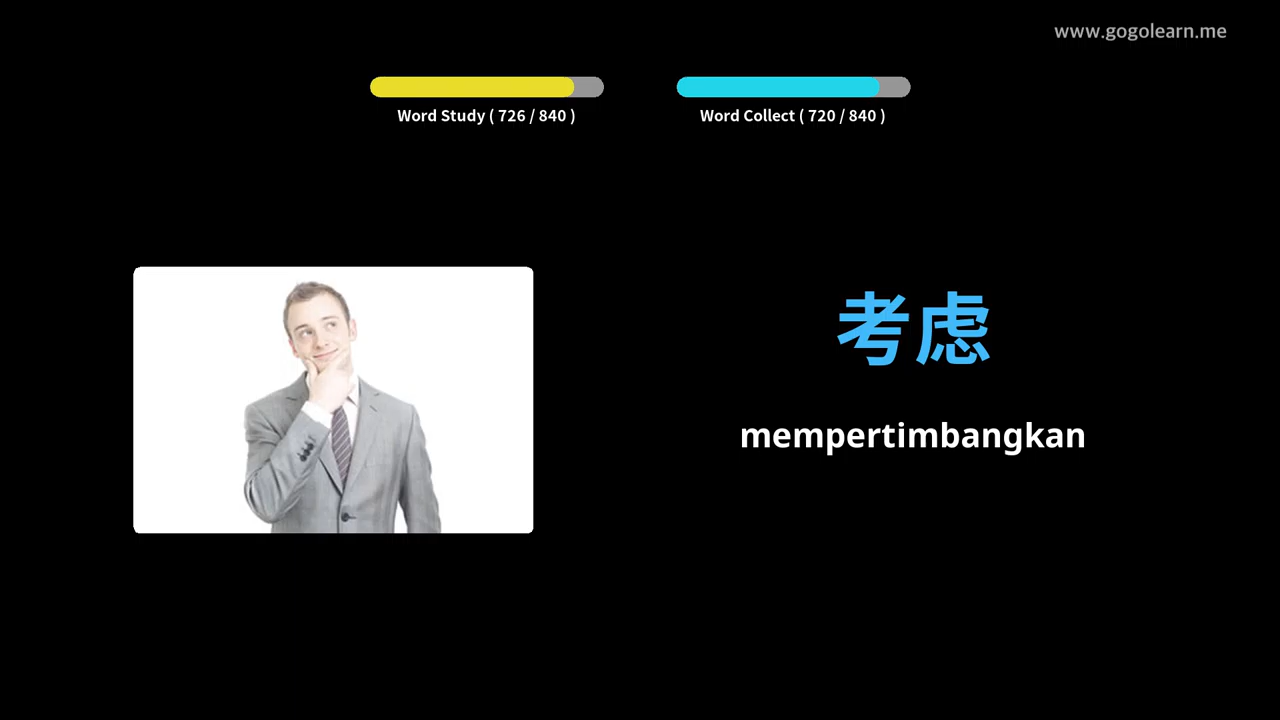 www.gogolearn.me
Word Study ( 726 / 840 )
Word Collect ( 720 / 840 )
考虑
mempertimbangkan